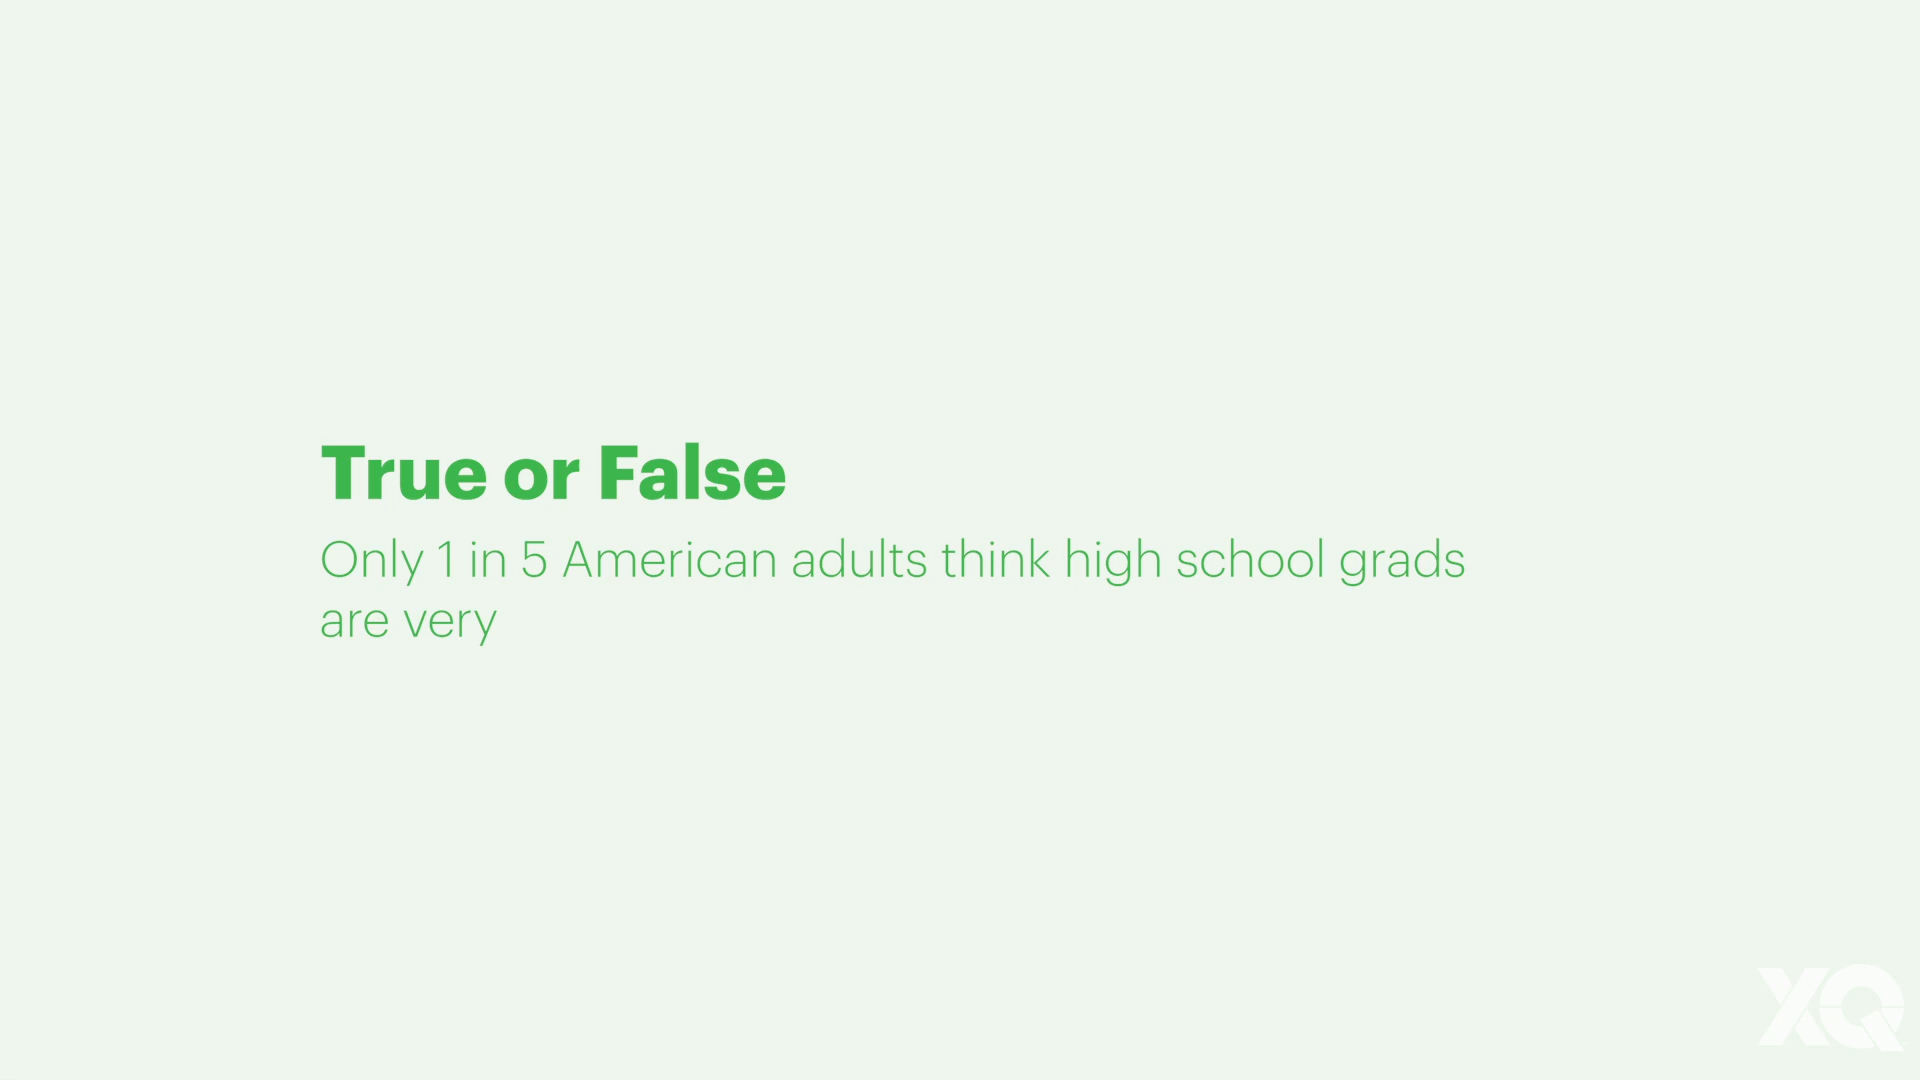 True or False
Only 1 in 5 American adults think high school grads
are very
XQ